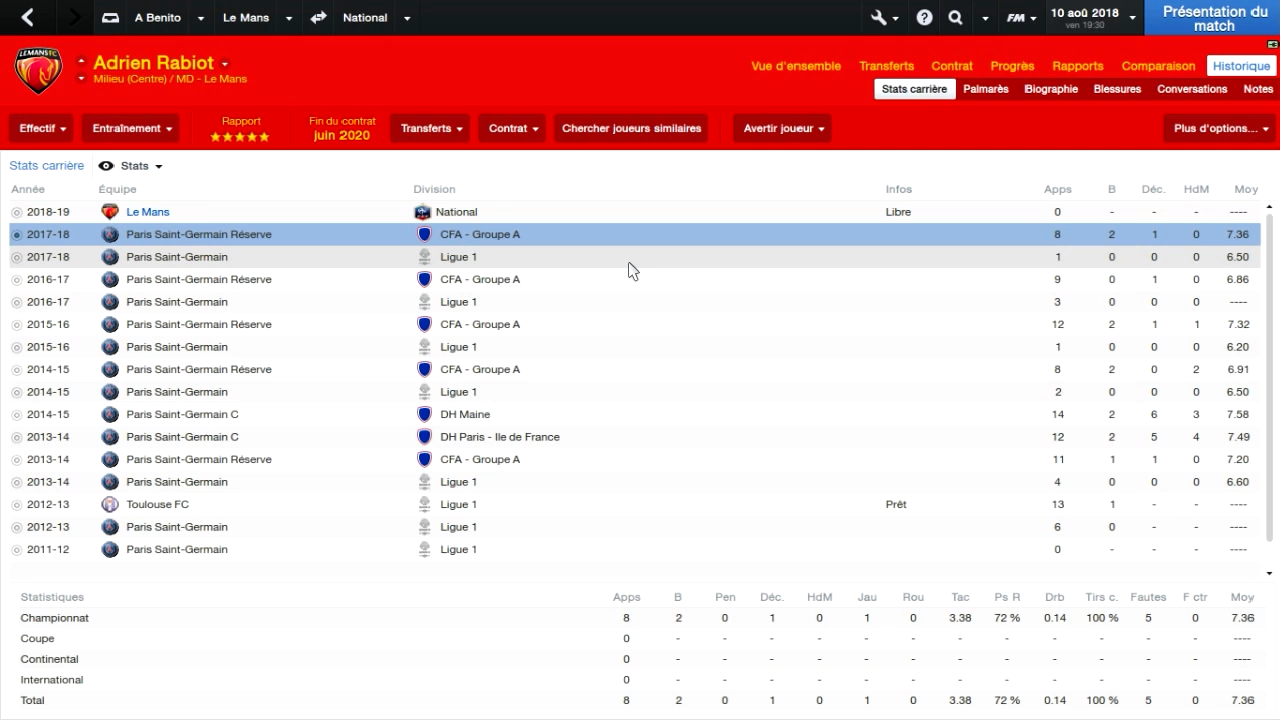 A Benito Le Mans National FM 10 aoû 2018 ven 19:30 Présentation du match
LEMANS FC
Adrien Rabiot
Milieu (Centre) / MD - Le Mans
Vue d'ensemble Transferts Contrat Progrès Rapports Comparaison Historique
Stats carrière Palmarès Biographie Blessures Conversations Notes
Effectif Entraînement Rapport Fin du contrat juin 2020 Transferts Contrat Chercher joueurs similaires Avertir joueur Plus d'options...
Stats carrière Stats
Année Équipe Division Infos Apps B Déc. HdM Moy
2018-19 Le Mans National Libre 0 - - - ----
2017-18 Paris Saint-Germain Réserve CFA - Groupe A 8 2 1 0 7.36
2017-18 Paris Saint-Germain Ligue 1 1 0 0 0 6.50
2016-17 Paris Saint-Germain Réserve CFA - Groupe A 9 0 1 0 6.86
2016-17 Paris Saint-Germain Ligue 1 3 0 0 0 ----
2015-16 Paris Saint-Germain Réserve CFA - Groupe A 12 2 1 1 7.32
2015-16 Paris Saint-Germain Ligue 1 1 0 0 0 6.20
2014-15 Paris Saint-Germain Réserve CFA - Groupe A 8 2 0 2 6.91
2014-15 Paris Saint-Germain Ligue 1 2 0 0 0 6.50
2014-15 Paris Saint-Germain C DH Maine 14 2 6 3 7.58
2013-14 Paris Saint-Germain C DH Paris - Ile de France 12 2 5 4 7.49
2013-14 Paris Saint-Germain Réserve CFA - Groupe A 11 1 1 0 7.20
2013-14 Paris Saint-Germain Ligue 1 4 0 0 0 6.60
2012-13 Toulouse FC Ligue 1 Prêt 13 1 - - ----
2012-13 Paris Saint-Germain Ligue 1 6 0 - - ----
2011-12 Paris Saint-Germain Ligue 1 0 - - - ----
Statistiques Apps B Pen Déc. HdM Jau Rou Tac Ps R Drb Tirs c. Fautes F ctr Moy
Championnat 8 2 0 1 0 1 0 3.38 72 % 0.14 100 % 5 0 7.36
Coupe 0 - - - - - - - - - - - - ----
Continental 0 - - - - - - - - - - - - ----
International 0 - - - - - - - - - - - - ----
Total 8 2 0 1 0 1 0 3.38 72 % 0.14 100 % 5 0 7.36